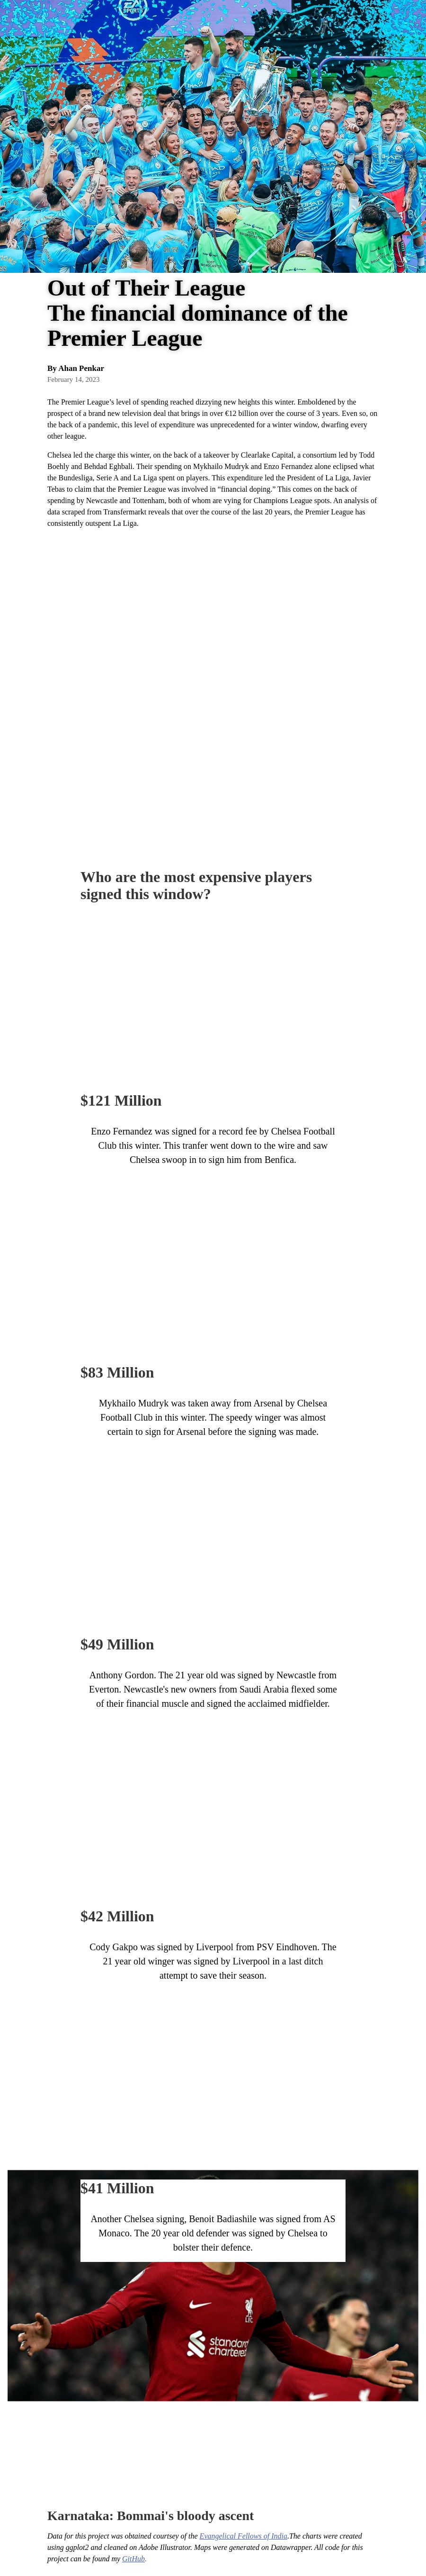 EA
SPORTS
Out of Their League
The financial dominance of the
Premier League
By Ahan Penkar
February 14, 2023
The Premier League’s level of spending reached dizzying new heights this winter. Emboldened by the
prospect of a brand new television deal that brings in over €12 billion over the course of 3 years. Even so, on
the back of a pandemic, this level of expenditure was unprecedented for a winter window, dwarfing every
other league.
Chelsea led the charge this winter, on the back of a takeover by Clearlake Capital, a consortium led by Todd
Boehly and Behdad Eghbali. Their spending on Mykhailo Mudryk and Enzo Fernandez alone eclipsed what
the Bundesliga, Serie A and La Liga spent on players. This expenditure led the President of La Liga, Javier
Tebas to claim that the Premier League was involved in “financial doping.” This comes on the back of
spending by Newcastle and Tottenham, both of whom are vying for Champions League spots. An analysis of
data scraped from Transfermarkt reveals that over the course of the last 20 years, the Premier League has
consistently outspent La Liga.
Who are the most expensive players
signed this window?
$121 Million
Enzo Fernandez was signed for a record fee by Chelsea Football
Club this winter. This tranfer went down to the wire and saw
Chelsea swoop in to sign him from Benfica.
$83 Million
Mykhailo Mudryk was taken away from Arsenal by Chelsea
Football Club in this winter. The speedy winger was almost
certain to sign for Arsenal before the signing was made.
$49 Million
Anthony Gordon. The 21 year old was signed by Newcastle from
Everton. Newcastle's new owners from Saudi Arabia flexed some
of their financial muscle and signed the acclaimed midfielder.
$42 Million
Cody Gakpo was signed by Liverpool from PSV Eindhoven. The
21 year old winger was signed by Liverpool in a last ditch
attempt to save their season.
$41 Million
Another Chelsea signing, Benoit Badiashile was signed from AS
Monaco. The 20 year old defender was signed by Chelsea to
bolster their defence.
standard
chartered
Karnataka: Bommai's bloody ascent
Data for this project was obtained courtsey of the Evangelical Fellows of India.The charts were created
using ggplot2 and cleaned on Adobe Illustrator. Maps were generated on Datawrapper. All code for this
project can be found my GitHub.